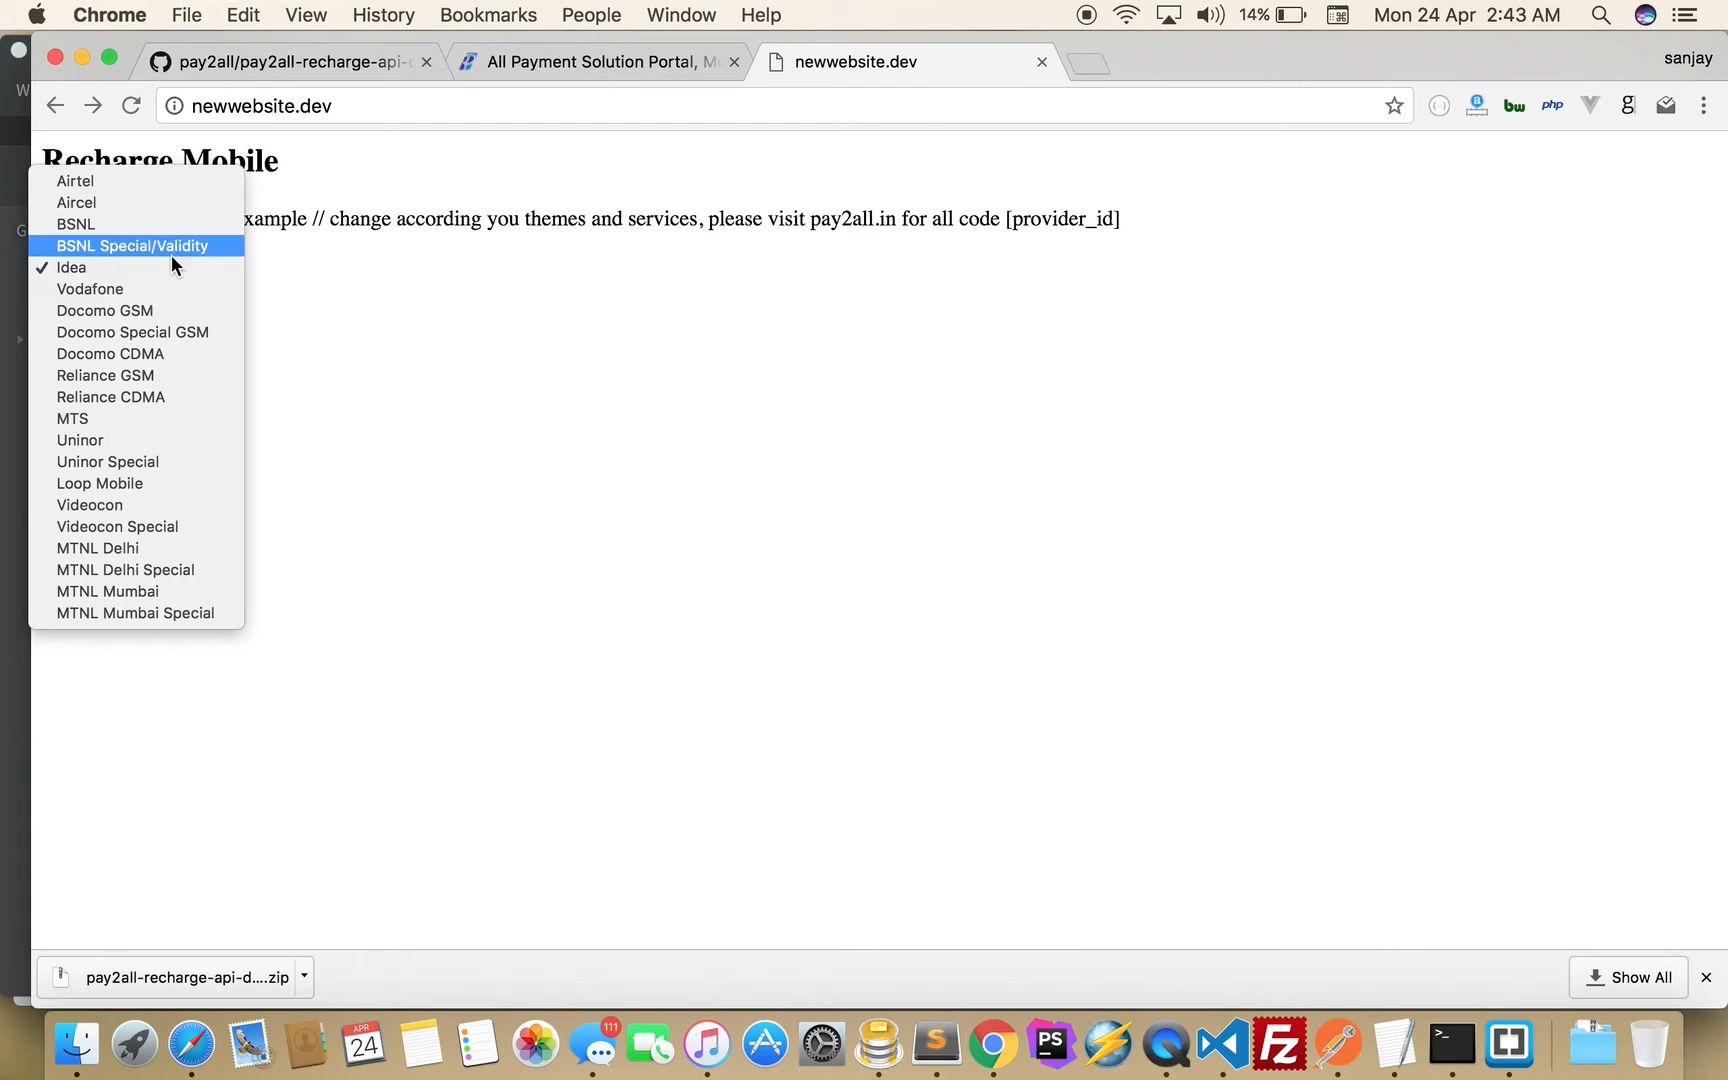 Chrome File Edit View History Bookmarks People Window Help 14% Mon 24 Apr 2:43 AM
pay2all/pay2all-recharge-api- All Payment Solution Portal, newwebsite.dev sanjay
newwebsite.dev bw php g
Recharge Mobile
xample // change according you themes and services, please visit pay2all.in for all code [provider_id]
Airtel
Aircel
BSNL
BSNL Special/Validity
✓ Idea
Vodafone
Docomo GSM
Docomo Special GSM
Docomo CDMA
Reliance GSM
Reliance CDMA
MTS
Uninor
Uninor Special
Loop Mobile
Videocon
Videocon Special
MTNL Delhi
MTNL Delhi Special
MTNL Mumbai
MTNL Mumbai Special
pay2all-recharge-api-d....zip Show All
APR 24 111 PS S Fz